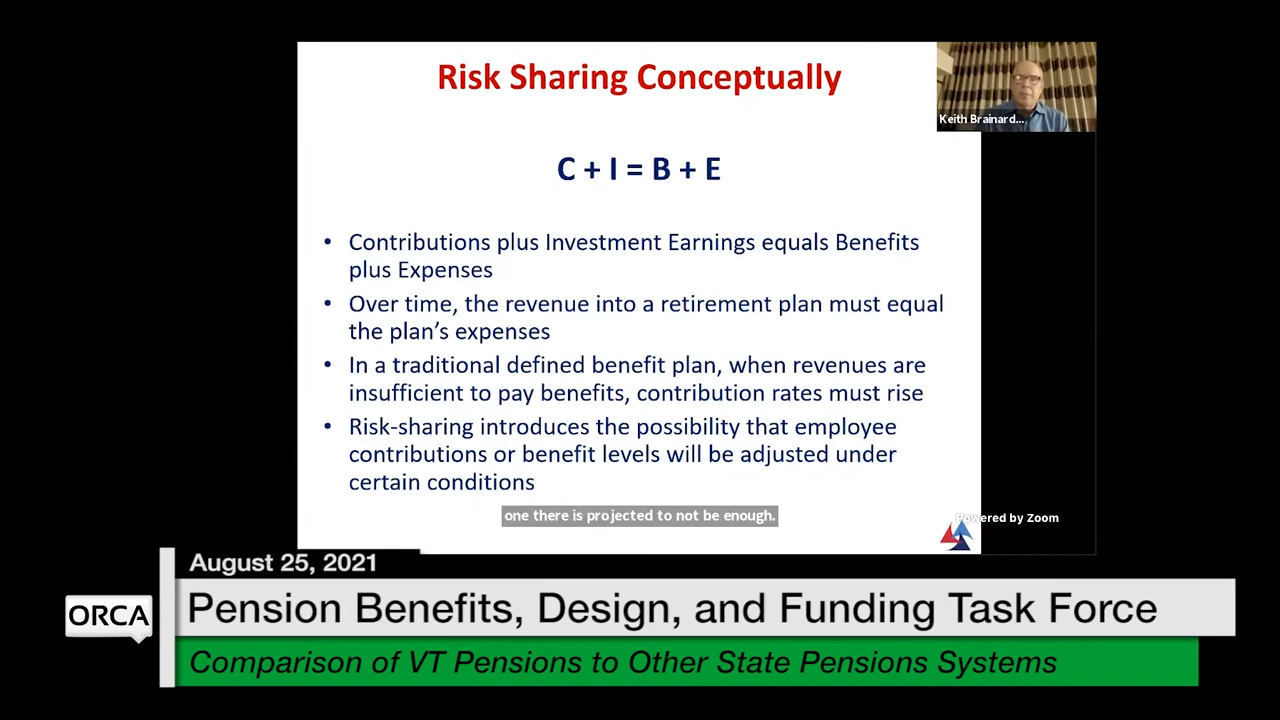 Risk Sharing Conceptually
Keith Brainard...
C + I = B + E
• Contributions plus Investment Earnings equals Benefits
plus Expenses
• Over time, the revenue into a retirement plan must equal
the plan's expenses
• In a traditional defined benefit plan, when revenues are
insufficient to pay benefits, contribution rates must rise
• Risk-sharing introduces the possibility that employee
contributions or benefit levels will be adjusted under
certain conditions
one there is projected to not be enough.
Powered by Zoom
August 25, 2021
ORCA
Pension Benefits, Design, and Funding Task Force
Comparison of VT Pensions to Other State Pensions Systems